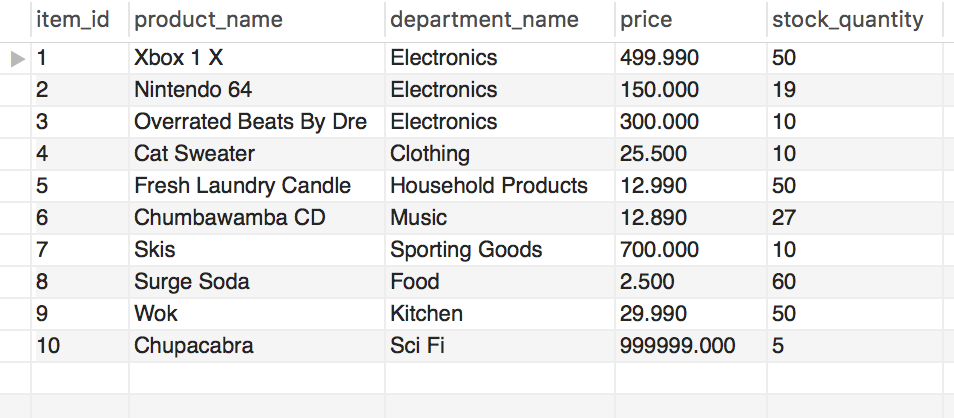 item_id product_name department_name price stock_quantity
1 Xbox 1 X Electronics 499.990 50
2 Nintendo 64 Electronics 150.000 19
3 Overrated Beats By Dre Electronics 300.000 10
4 Cat Sweater Clothing 25.500 10
5 Fresh Laundry Candle Household Products 12.990 50
6 Chumbawamba CD Music 12.890 27
7 Skis Sporting Goods 700.000 10
8 Surge Soda Food 2.500 60
9 Wok Kitchen 29.990 50
10 Chupacabra Sci Fi 999999.000 5